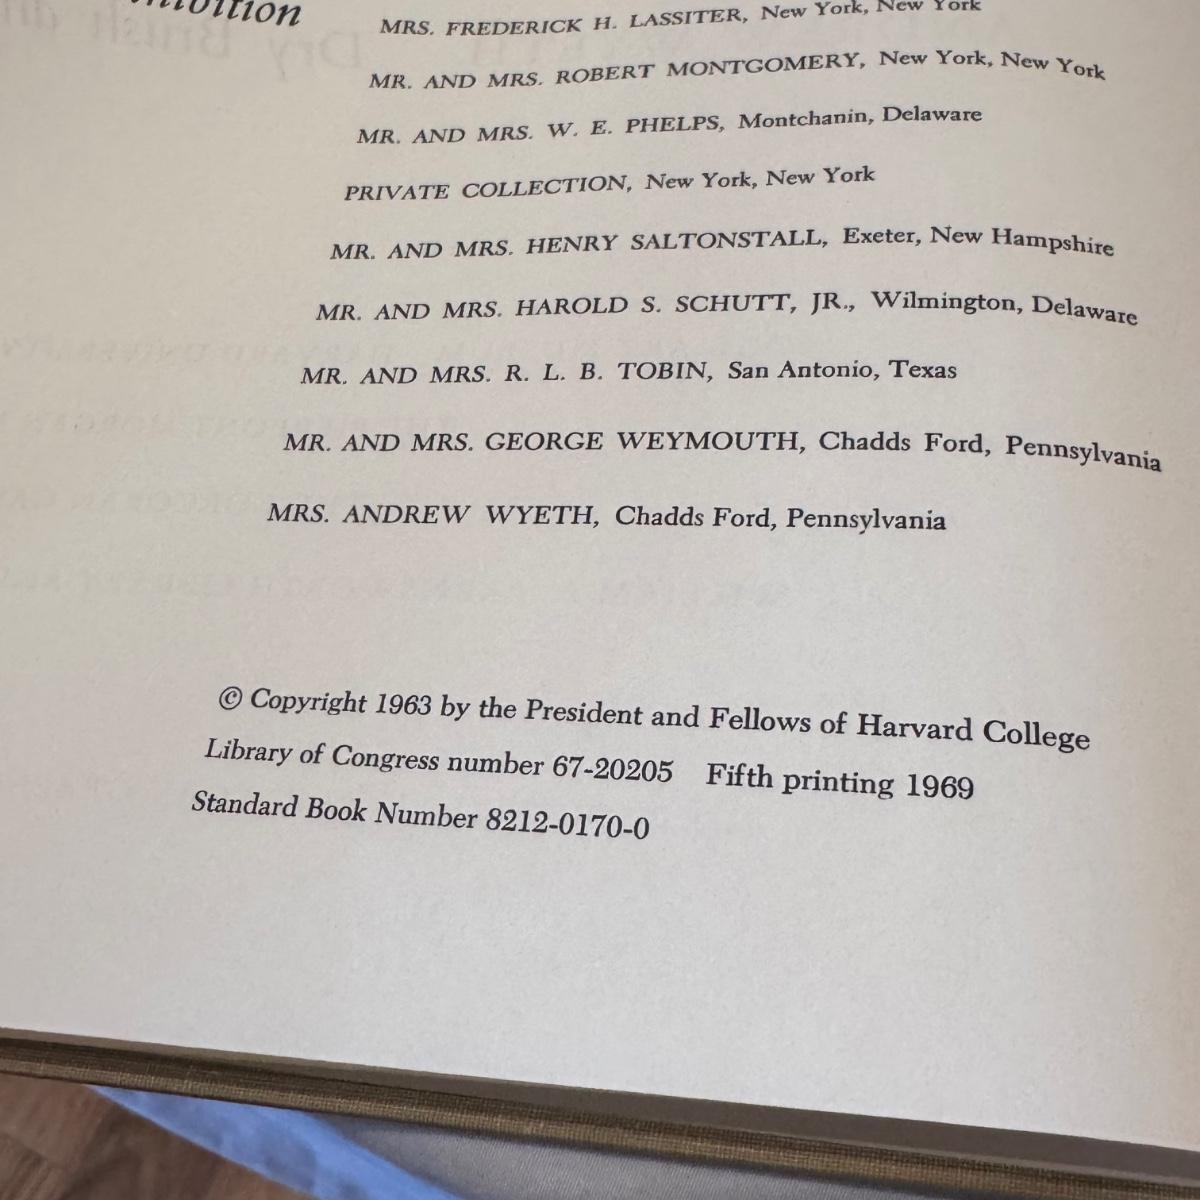 MRS. FREDERICK H. LASSITER, New York, New York
MR. AND MRS. ROBERT MONTGOMERY, New York, New York
MR. AND MRS. W. E. PHELPS, Montchanin, Delaware
PRIVATE COLLECTION, New York, New York
MR. AND MRS. HENRY SALTONSTALL, Exeter, New Hampshire
MR. AND MRS. HAROLD S. SCHUTT, JR., Wilmington, Delaware
MR. AND MRS. R. L. B. TOBIN, San Antonio, Texas
MR. AND MRS. GEORGE WEYMOUTH, Chadds Ford, Pennsylvania
MRS. ANDREW WYETH, Chadds Ford, Pennsylvania
© Copyright 1963 by the President and Fellows of Harvard College
Library of Congress number 67-20205 Fifth printing 1969
Standard Book Number 8212-0170-0